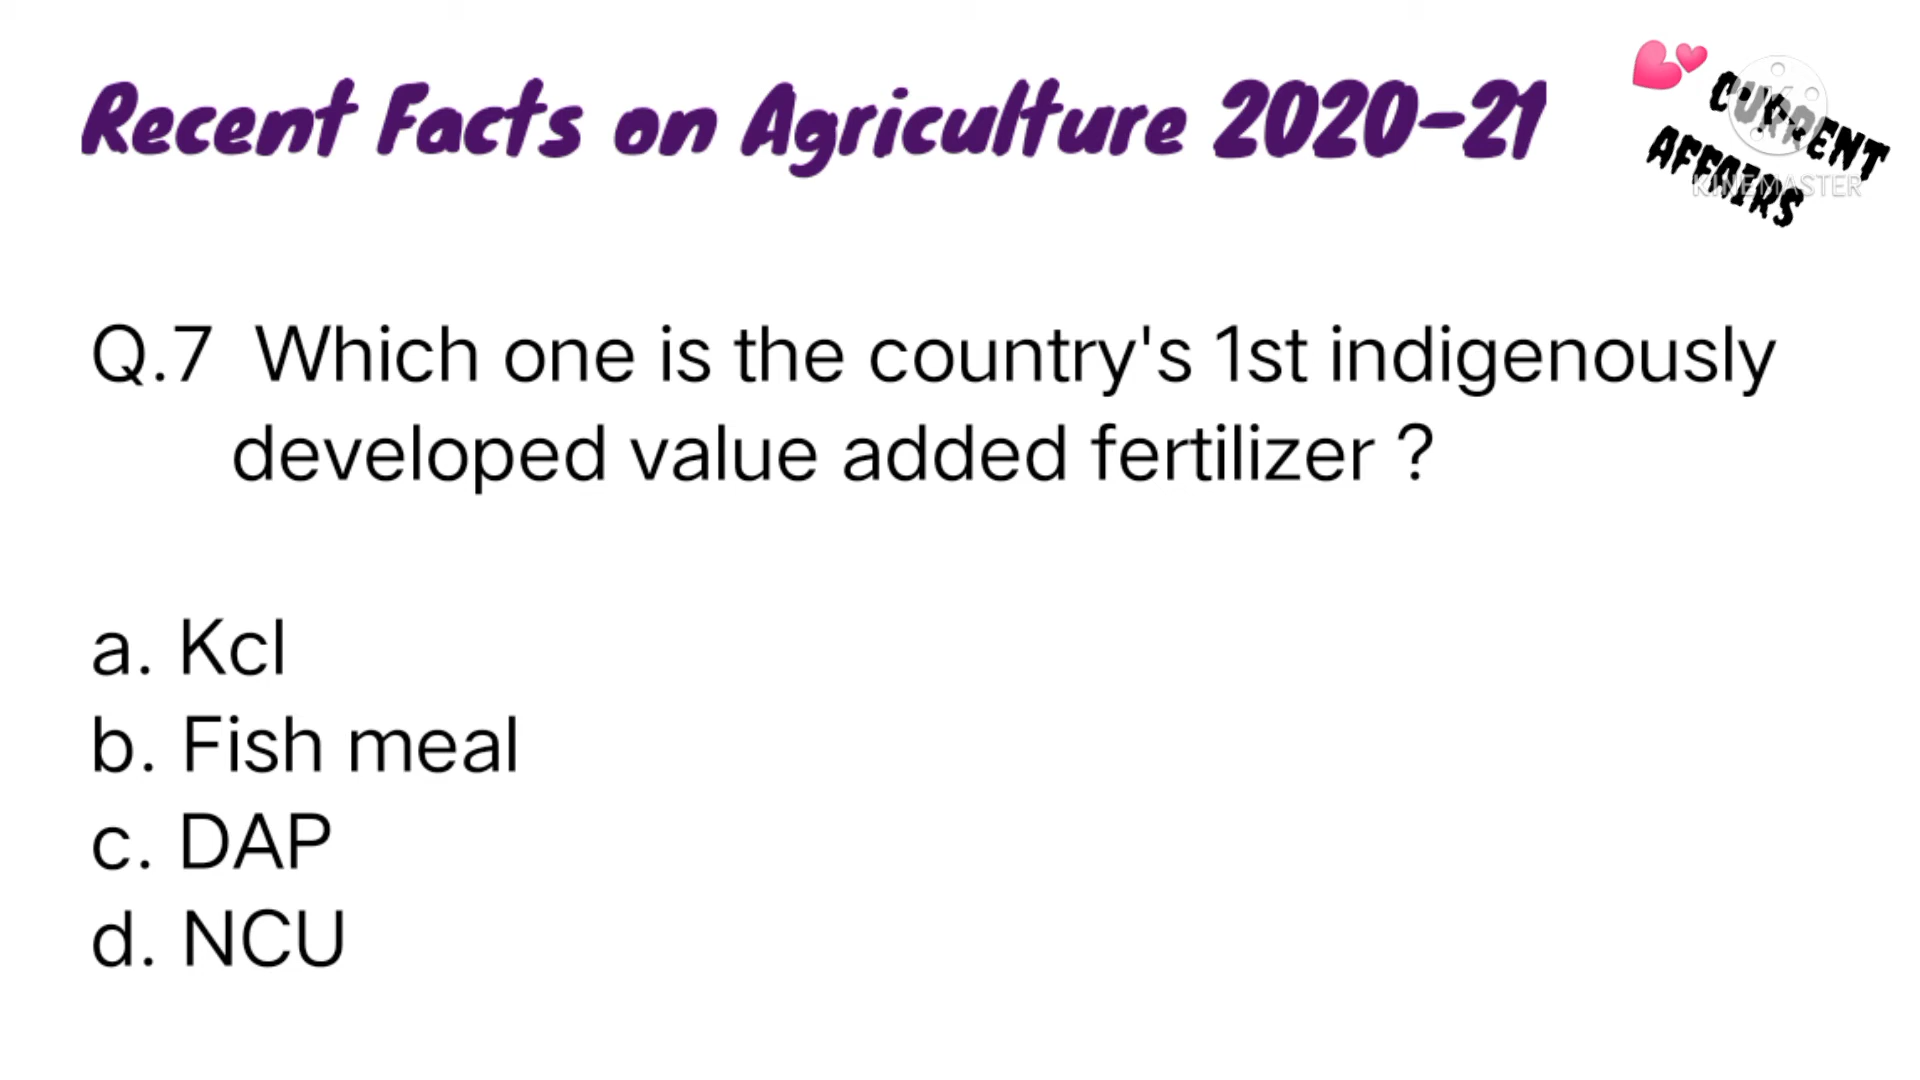 Recent Facts on Agriculture 2020-21
CURRENT
AFFAIRS
KINEMASTER
Q.7 Which one is the country's 1st indigenously
developed value added fertilizer ?
a. Kcl
b. Fish meal
c. DAP
d. NCU